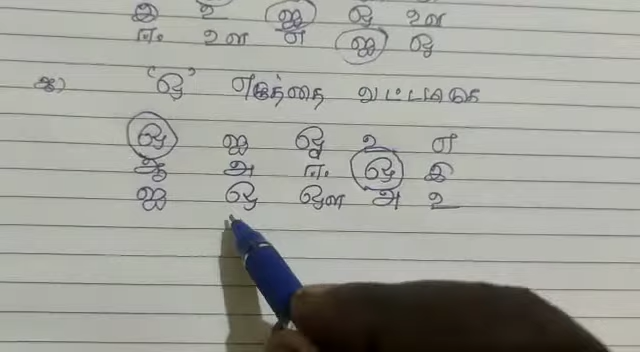 இ உ ஐ ஒ ஊ
ஈ ஊ எ ஐ ஒ
'ஒ' எழுத்தை வட்டமிடுக
ஒ ஐ ஓ உ எ
ஆ அ ஈ ஒ இ
ஐ ஒ ஔ அ உ